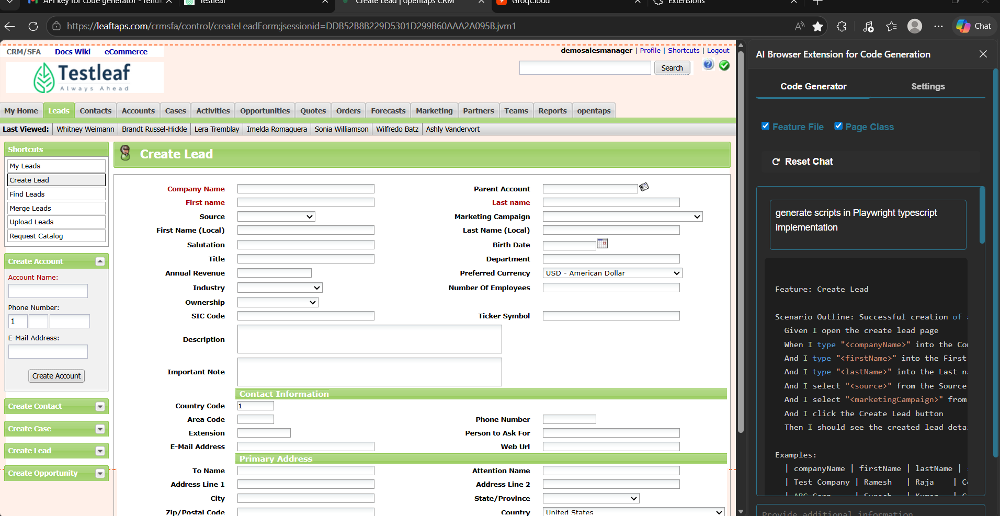 API key for code generator - renuk
Testleaf
Create Lead | opentaps CRM
GroqCloud
Extensions
https://leaftaps.com/crmsfa/control/createLeadForm;jsessionid=DDB52B8B229D5301D299B60AAA2A095B.jvm1
Chat
CRM/SFA Docs Wiki eCommerce
demosalesmanager | Profile | Shortcuts | Logout
Testleaf
Always Ahead
Search
My Home Leads Contacts Accounts Cases Activities Opportunities Quotes Orders Forecasts Marketing Partners Teams Reports opentaps
Last Viewed: Whitney Weimann Brandt Russel-Hickle Lera Tremblay Imelda Romaguera Sonia Williamson Wilfredo Batz Ashly Vandervort
Shortcuts
My Leads
Create Lead
Find Leads
Merge Leads
Upload Leads
Request Catalog
Create Account
Account Name:
Phone Number:
1
E-Mail Address:
Create Account
Create Contact
Create Case
Create Lead
Create Opportunity
Create Lead
Company Name Parent Account
First name Last name
Source Marketing Campaign
First Name (Local) Last Name (Local)
Salutation Birth Date
Title Department
Annual Revenue Preferred Currency USD - American Dollar
Industry Number Of Employees
Ownership
SIC Code Ticker Symbol
Description
Important Note
Contact Information
Country Code 1
Area Code Phone Number
Extension Person to Ask For
E-Mail Address Web Url
Primary Address
To Name Attention Name
Address Line 1 Address Line 2
City State/Province
Zip/Postal Code Country United States
AI Browser Extension for Code Generation
Code Generator Settings
Feature File Page Class
Reset Chat
generate scripts in Playwright typescript
implementation
Feature: Create Lead
Scenario Outline: Successful creation of
Given I open the create lead page
When I type "<companyName>" into the Co
And I type "<firstName>" into the First
And I type "<lastName>" into the Last n
And I select "<source>" from the Source
And I select "<marketingCampaign>" from
And I click the Create Lead button
Then I should see the created lead deta
Examples:
| companyName | firstName | lastName |
| Test Company | Ramesh | Raja | C
| ABC Corp | Suresh | Kumar | C
Provide additional information